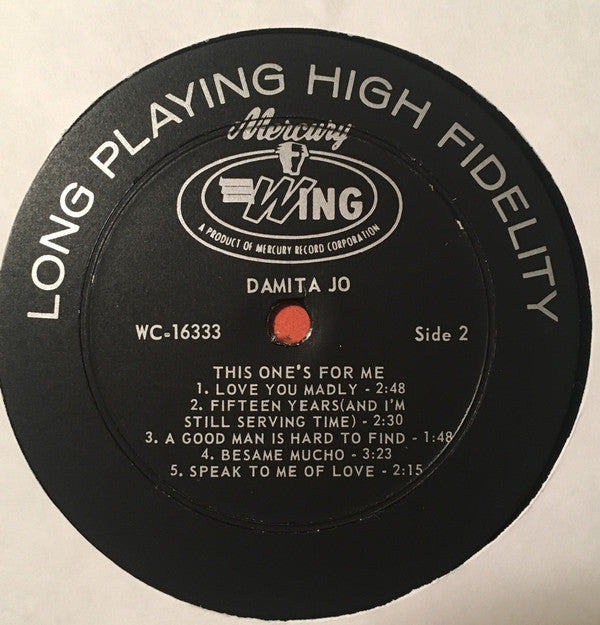 LONG PLAYING HIGH FIDELITY
Mercury
WING
A PRODUCT OF MERCURY RECORD CORPORATION
DAMITA JO
WC-16333
Side 2
THIS ONE'S FOR ME
1. LOVE YOU MADLY - 2:48
2. FIFTEEN YEARS(AND I'M
STILL SERVING TIME) - 2:30
3. A GOOD MAN IS HARD TO FIND - 1:48
4. BESAME MUCHO - 3:23
5. SPEAK TO ME OF LOVE - 2:15